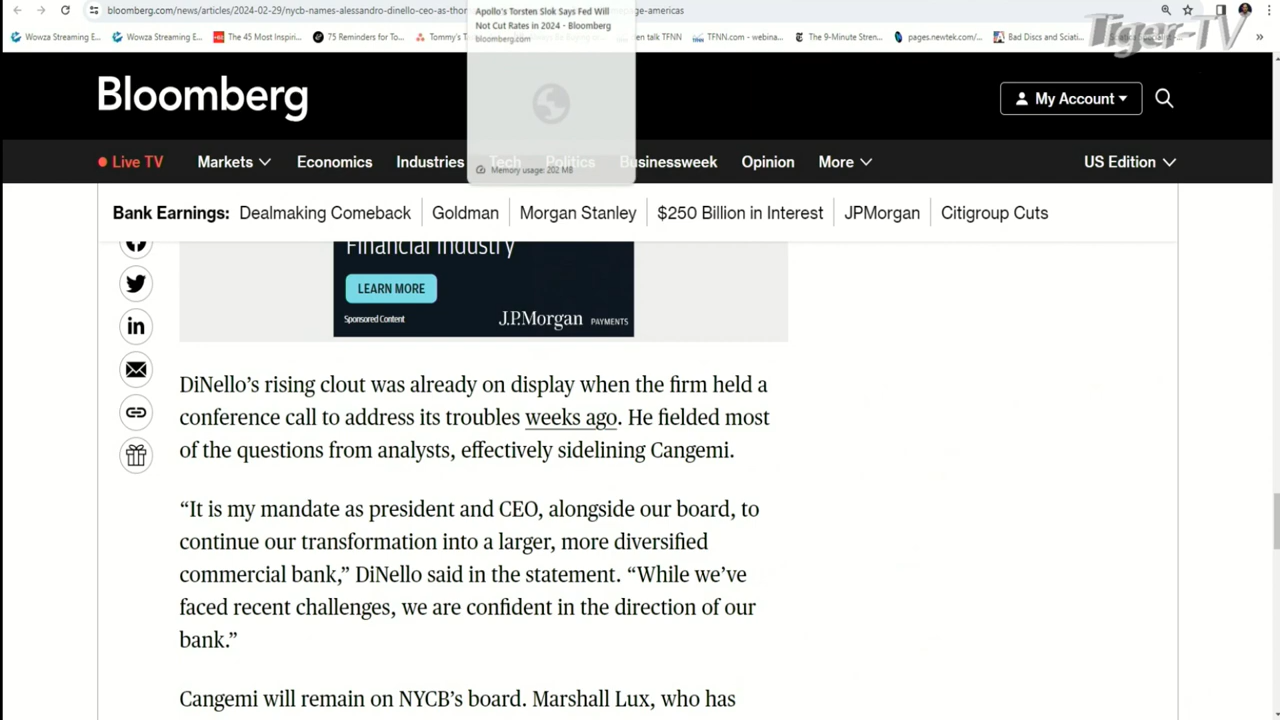 bloomberg.com/news/articles/2024-02-29/nycb-names-alessandro-dinello-ceo-as-thor
Apollo's Torsten Slok Says Fed Will
Not Cut Rates in 2024 - Bloomberg
bloomberg.com
page-americas
Wowza Streaming E...
Wowza Streaming E...
The 45 Most Inspiri...
75 Reminders for To...
Tommy's T
en talk TFNN
TFNN.com - webina...
The 9-Minute Stren...
pages.newtek.com/...
Bad Discs and Sciati...
»
Tiger-TV
Bloomberg
My Account
Live TV
Markets
Economics
Industries
Tech
Politics
Businessweek
Opinion
More
US Edition
Memory usage: 202 MB
Bank Earnings:
Dealmaking Comeback
Goldman
Morgan Stanley
$250 Billion in Interest
JPMorgan
Citigroup Cuts
Financial Industry
LEARN MORE
Sponsored Content
J.P.Morgan PAYMENTS
DiNello’s rising clout was already on display when the firm held a
conference call to address its troubles weeks ago. He fielded most
of the questions from analysts, effectively sidelining Cangemi.
“It is my mandate as president and CEO, alongside our board, to
continue our transformation into a larger, more diversified
commercial bank,” DiNello said in the statement. “While we’ve
faced recent challenges, we are confident in the direction of our
bank.”
Cangemi will remain on NYCB’s board. Marshall Lux, who has